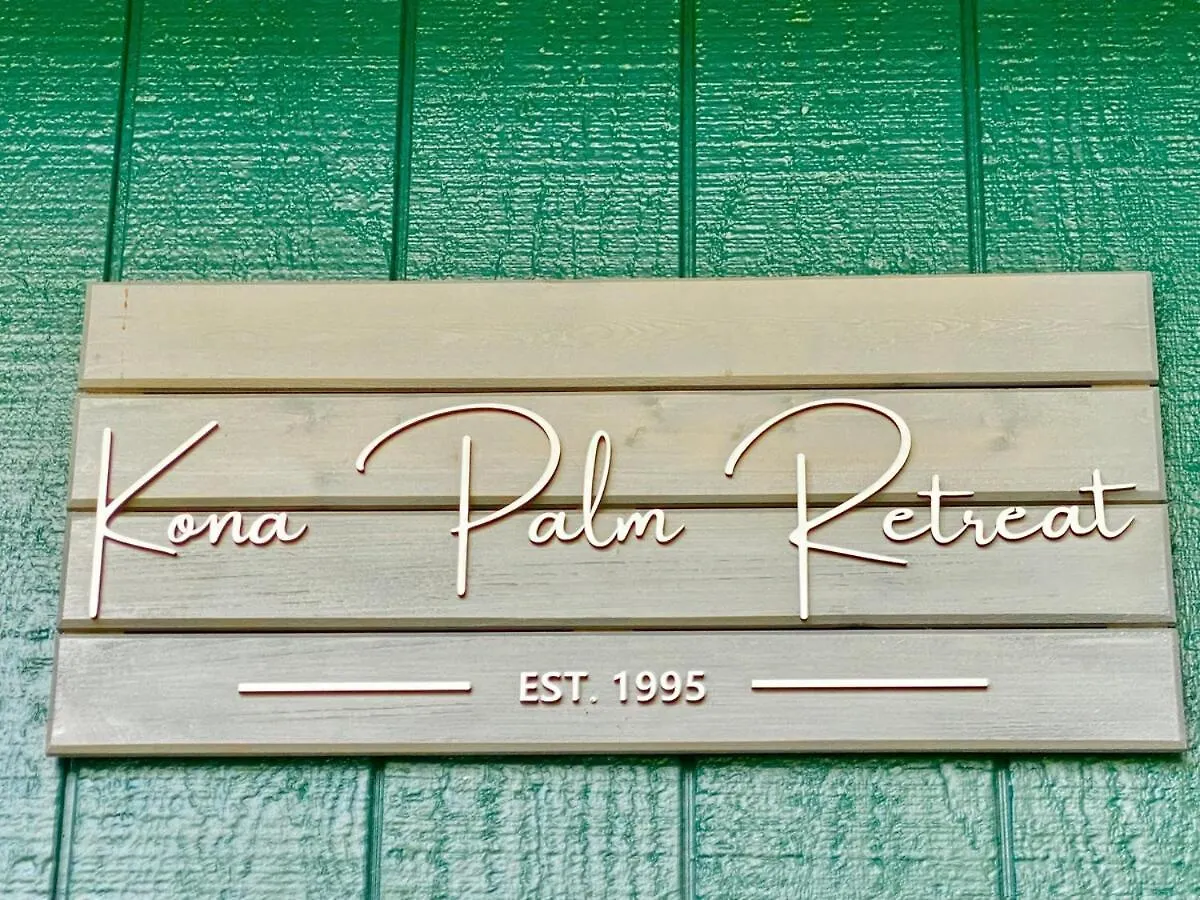 Kona Palm Retreat
EST. 1995